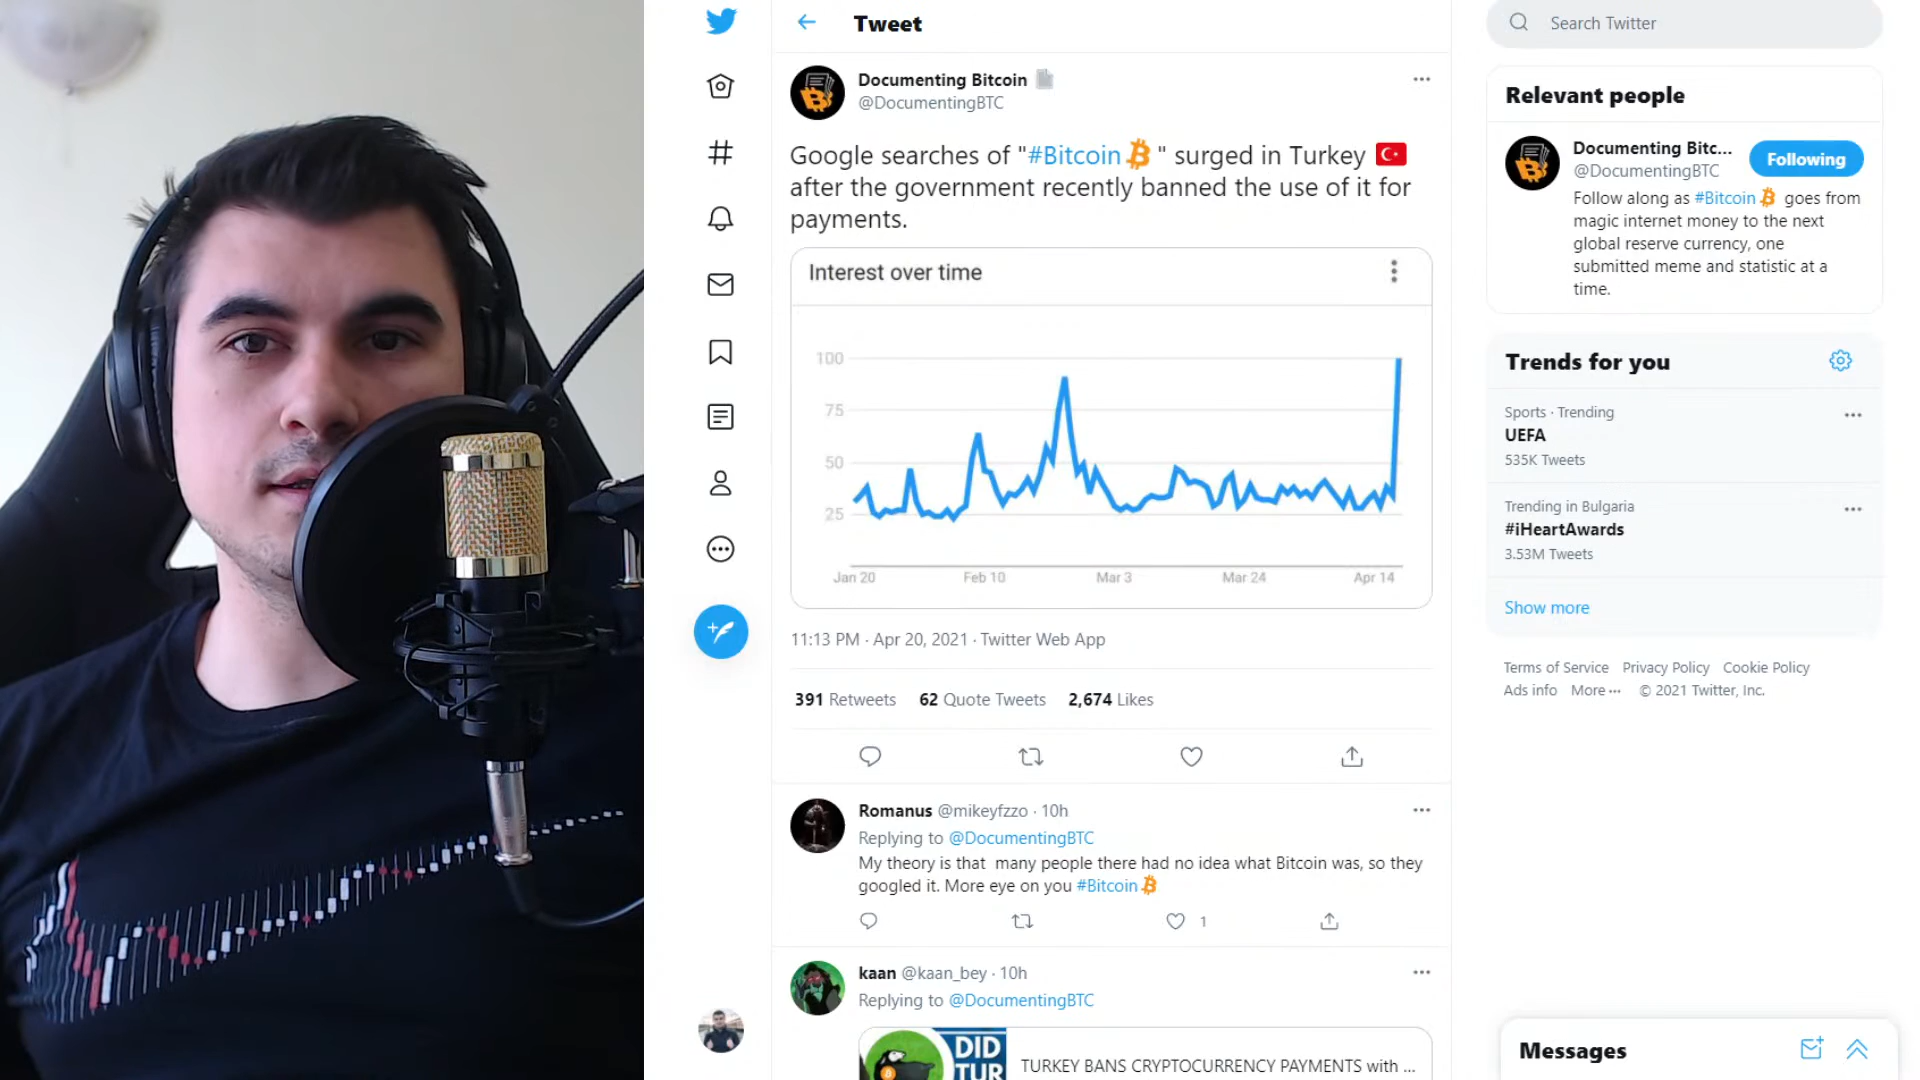 Tweet
Search Twitter
Documenting Bitcoin
@DocumentingBTC
Google searches of "#Bitcoin " surged in Turkey
after the government recently banned the use of it for
payments.
Interest over time
100
75
50
25
Jan 20 Feb 10 Mar 3 Mar 24 Apr 14
11:13 PM · Apr 20, 2021 · Twitter Web App
391 Retweets 62 Quote Tweets 2,674 Likes
Romanus @mikeyfzzo · 10h
Replying to @DocumentingBTC
My theory is that many people there had no idea what Bitcoin was, so they
googled it. More eye on you #Bitcoin
1
kaan @kaan_bey · 10h
Replying to @DocumentingBTC
DID
TUR
TURKEY BANS CRYPTOCURRENCY PAYMENTS with ...
Relevant people
Documenting Bitc...
@DocumentingBTC
Following
Follow along as #Bitcoin goes from
magic internet money to the next
global reserve currency, one
submitted meme and statistic at a
time.
Trends for you
Sports · Trending
UEFA
535K Tweets
Trending in Bulgaria
#iHeartAwards
3.53M Tweets
Show more
Terms of Service Privacy Policy Cookie Policy
Ads info More ··· © 2021 Twitter, Inc.
Messages